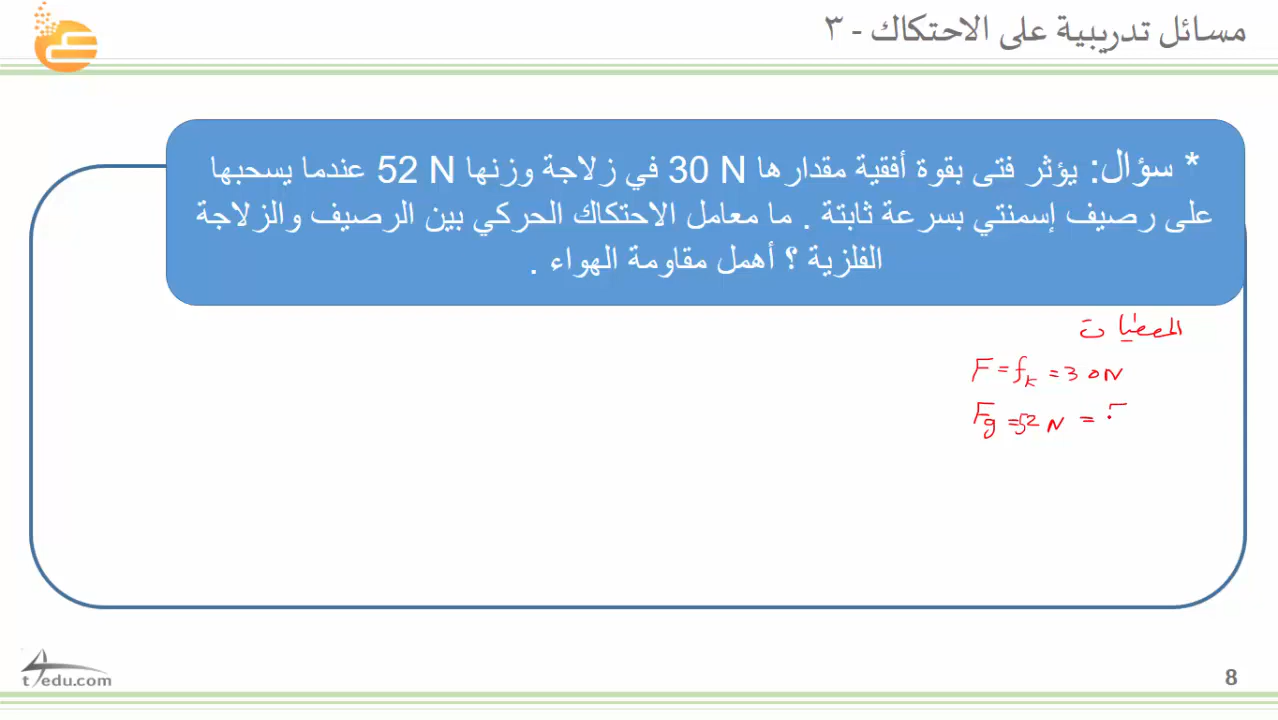 مسائل تدريبية على الاحتكاك - ٣
* سؤال: يؤثر فتى بقوة أفقية مقدارها 30 N في زلاجة وزنها 52 N عندما يسحبها
على رصيف إسمنتي بسرعة ثابتة . ما معامل الاحتكاك الحركي بين الرصيف والزلاجة
الفلزية ؟ أهمل مقاومة الهواء .
المعطيات
F = fk = 30N
Fg = 52 N =
t4edu.com
8